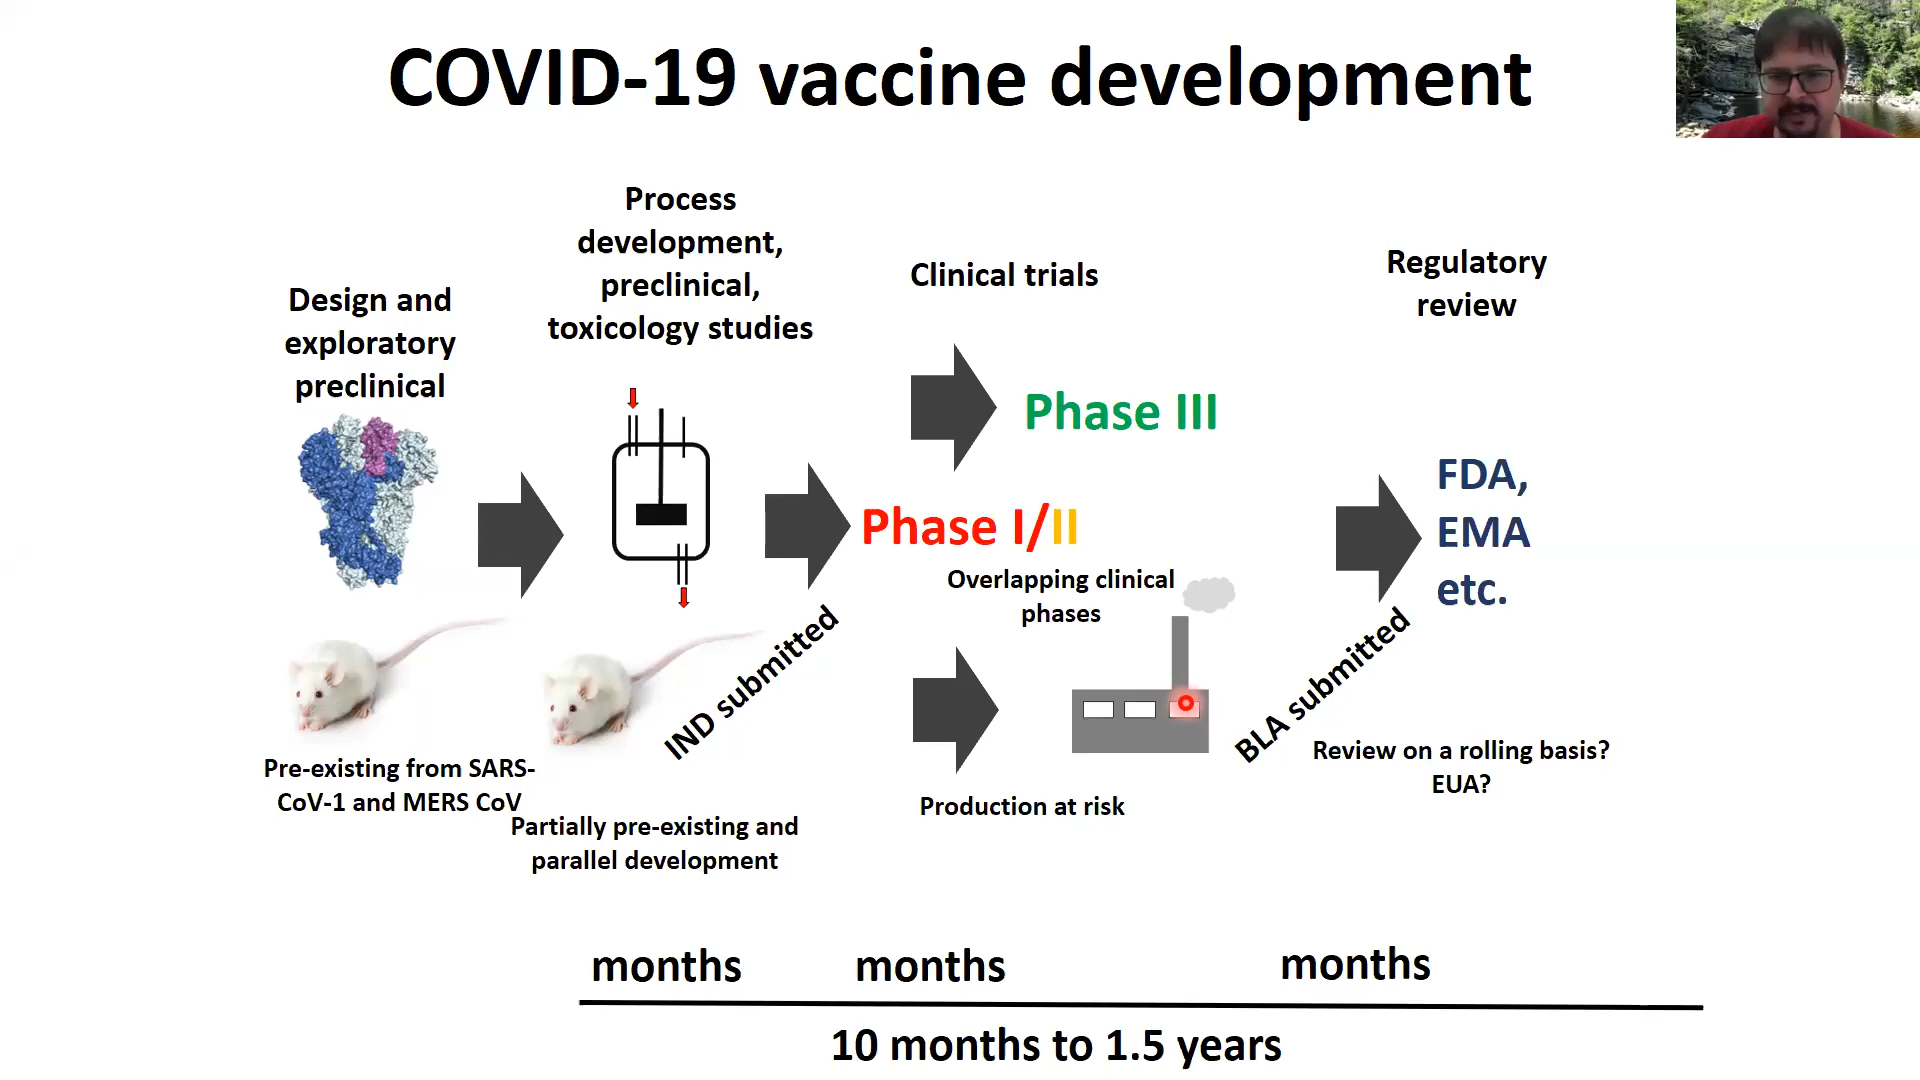 COVID-19 vaccine development
Design and
exploratory
preclinical
Process
development,
preclinical,
toxicology studies
Clinical trials
Regulatory
review
Phase III
Phase I/II
FDA,
EMA
etc.
Overlapping clinical
phases
IND submitted
BLA submitted
Pre-existing from SARS-
CoV-1 and MERS CoV
Partially pre-existing and
parallel development
Production at risk
Review on a rolling basis?
EUA?
months
months
months
10 months to 1.5 years